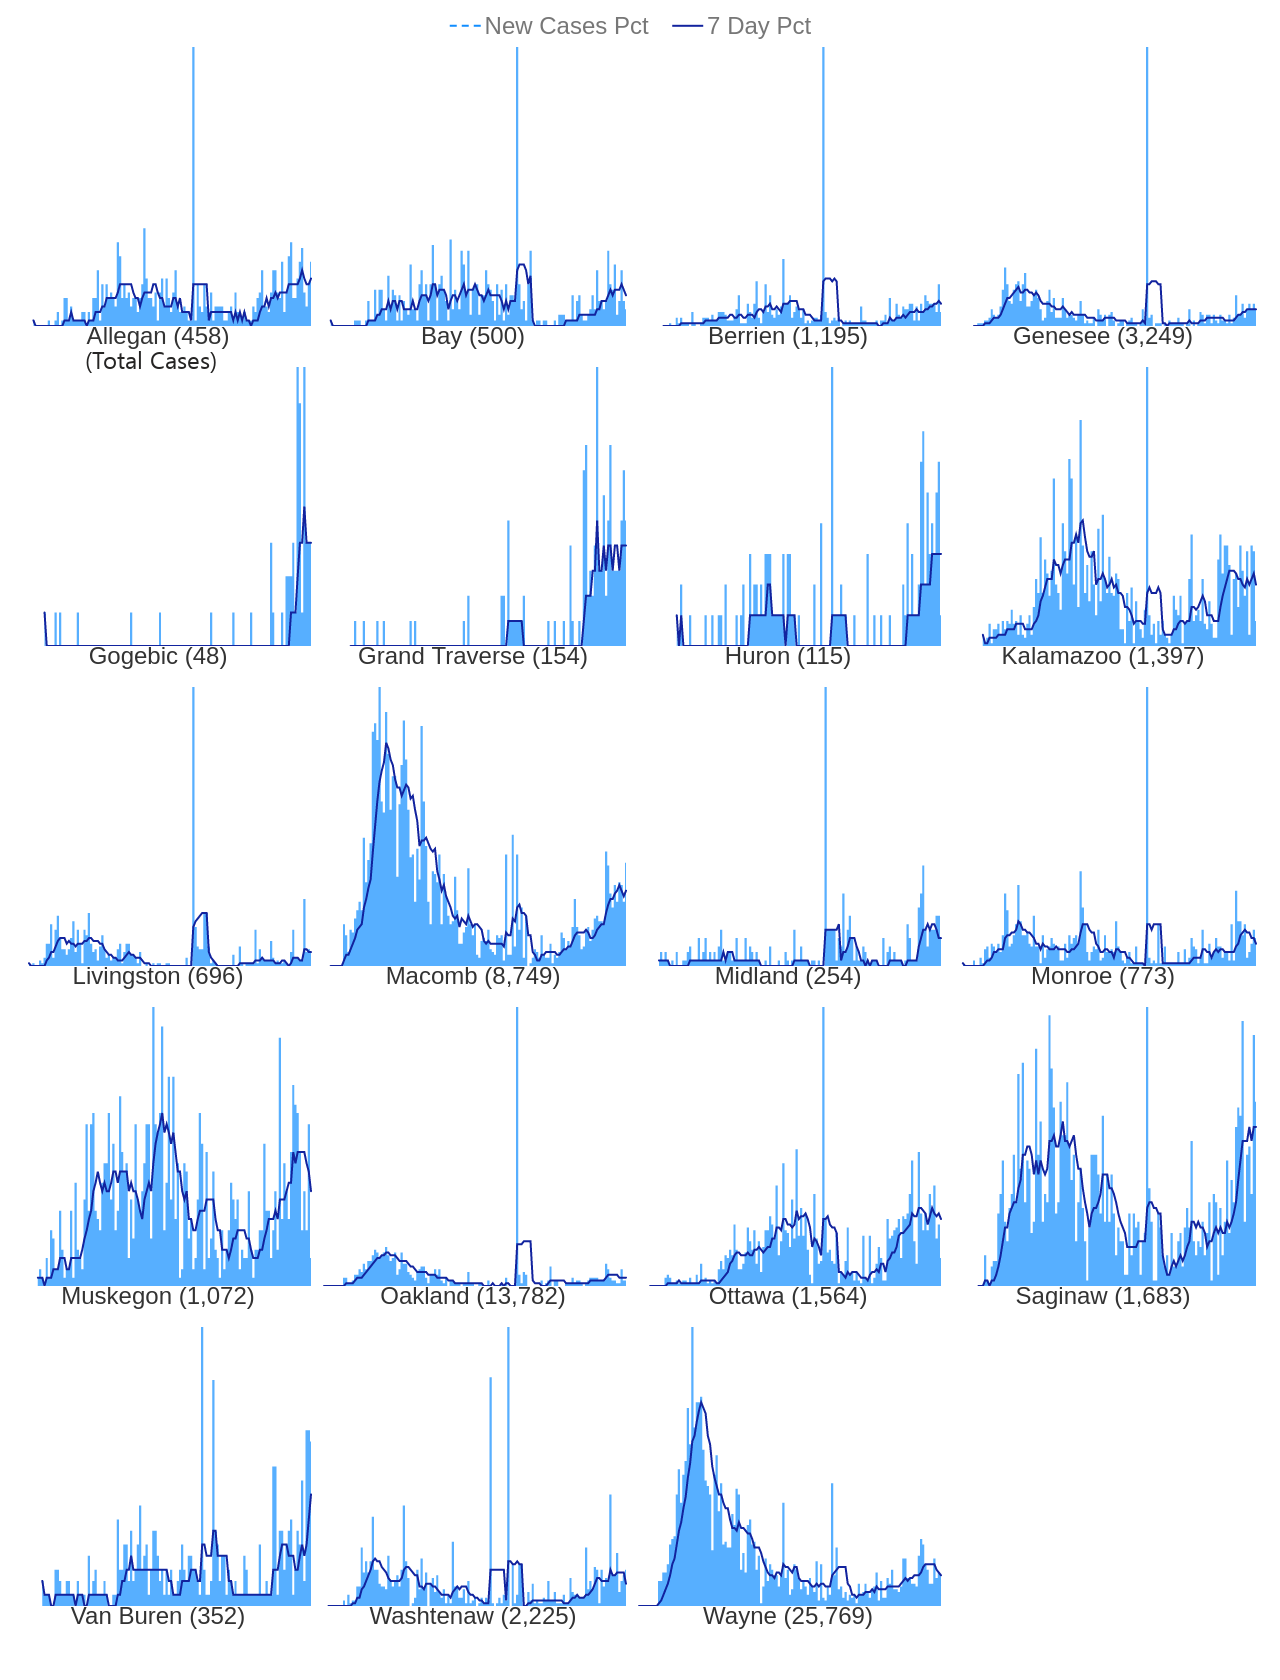 New Cases Pct 7 Day Pct
Allegan (458) Bay (500) Berrien (1,195) Genesee (3,249)
(Total Cases)
Gogebic (48) Grand Traverse (154) Huron (115) Kalamazoo (1,397)
Livingston (696) Macomb (8,749) Midland (254) Monroe (773)
Muskegon (1,072) Oakland (13,782) Ottawa (1,564) Saginaw (1,683)
Van Buren (352) Washtenaw (2,225) Wayne (25,769)